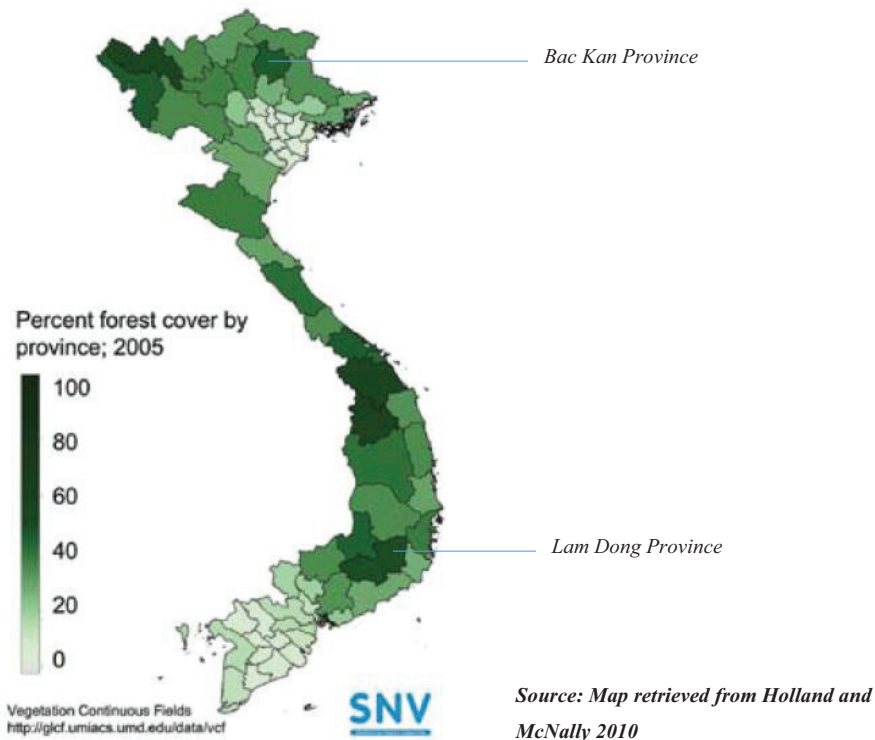 Bac Kan Province
Percent forest cover by
province; 2005
100
80
60
40
20
0
Lam Dong Province
Vegetation Continuous Fields
http://glcf.umiacs.umd.edu/data/vcf
SNV
Source: Map retrieved from Holland and
McNally 2010